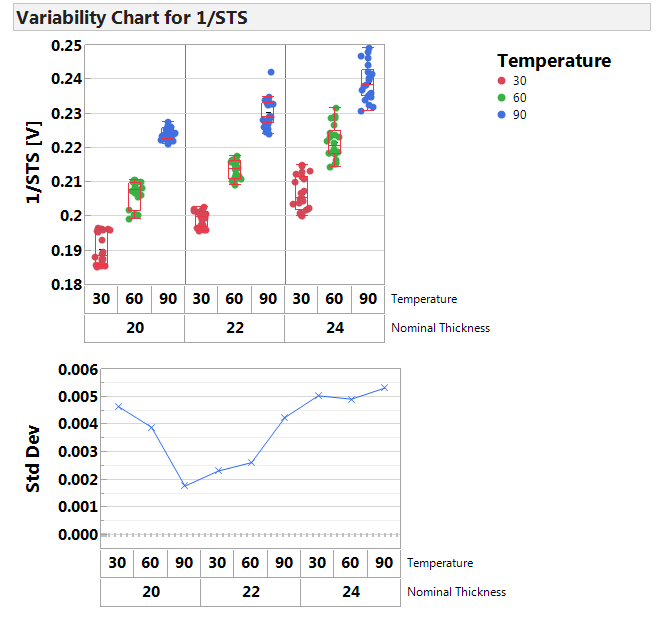 Variability Chart for 1/STS
0.25
0.24
0.23
0.22
0.21
0.2
0.19
0.18
1/STS [V]
30 60 90 30 60 90 30 60 90 Temperature
20 22 24 Nominal Thickness
Temperature
30
60
90
0.006
0.005
0.004
0.003
0.002
0.001
0.000
Std Dev
30 60 90 30 60 90 30 60 90 Temperature
20 22 24 Nominal Thickness